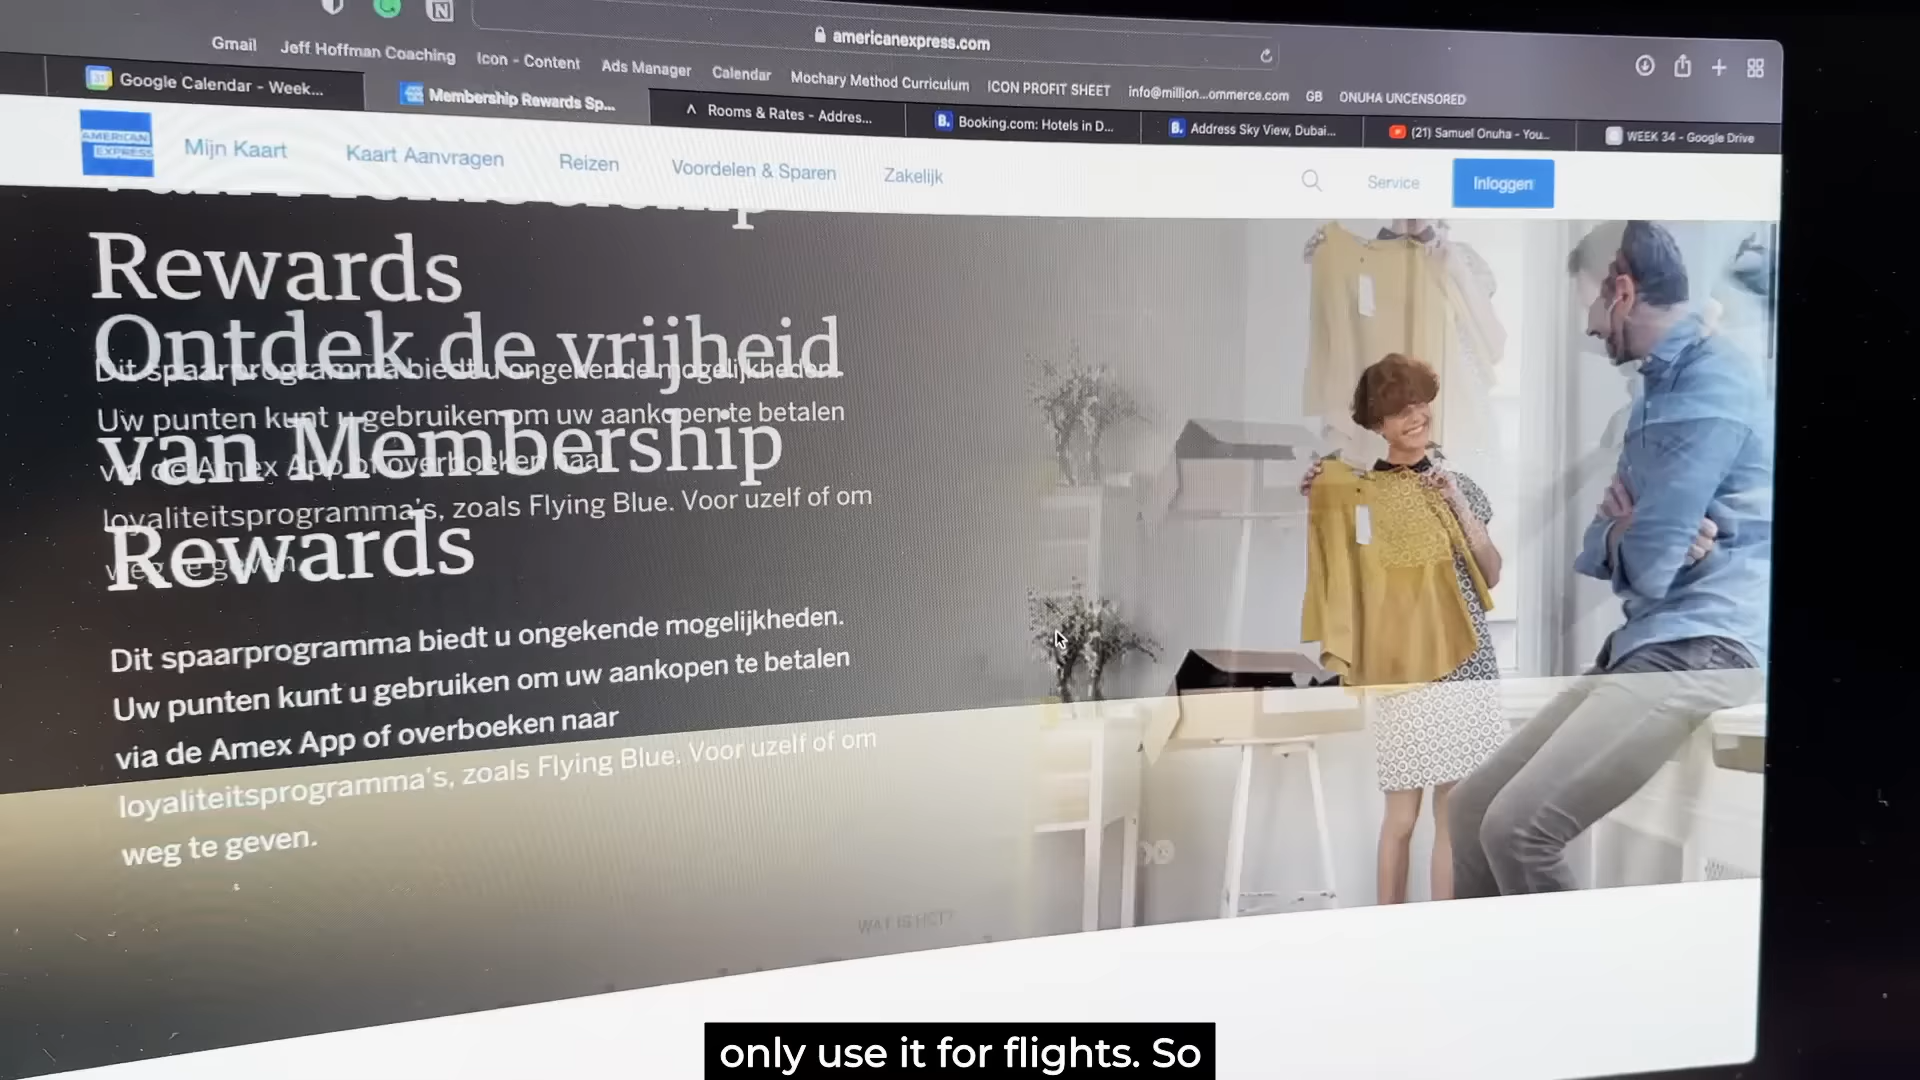 americanexpress.com
Gmail Jeff Hoffman Coaching Icon - Content Ads Manager Calendar Mochary Method Curriculum ICON PROFIT SHEET info@million...ommerce.com GB ONUHA UNCENSORED
31 Google Calendar - Week... Membership Rewards Sp... Rooms & Rates - Addres... B. Booking.com: Hotels in D... B. Address Sky View, Dubai... (21) Samuel Onuha - You... WEEK 34 - Google Drive
AMERICAN
EXPRESS
Mijn Kaart Kaart Aanvragen Reizen Voordelen & Sparen Zakelijk Service Inloggen
van Membership
Rewards
Ontdek de vrijheid
Dit spaarprogramma biedt u ongekende mogelijkheden.
Uw punten kunt u gebruiken om uw aankopen te betalen
van Membership
via de Amex App of overboeken naar
loyaliteitsprogramma's, zoals Flying Blue. Voor uzelf of om
Rewards
weg te geven.
Dit spaarprogramma biedt u ongekende mogelijkheden.
Uw punten kunt u gebruiken om uw aankopen te betalen
via de Amex App of overboeken naar
loyaliteitsprogramma's, zoals Flying Blue. Voor uzelf of om
weg te geven.
WAT IS HET?
only use it for flights. So